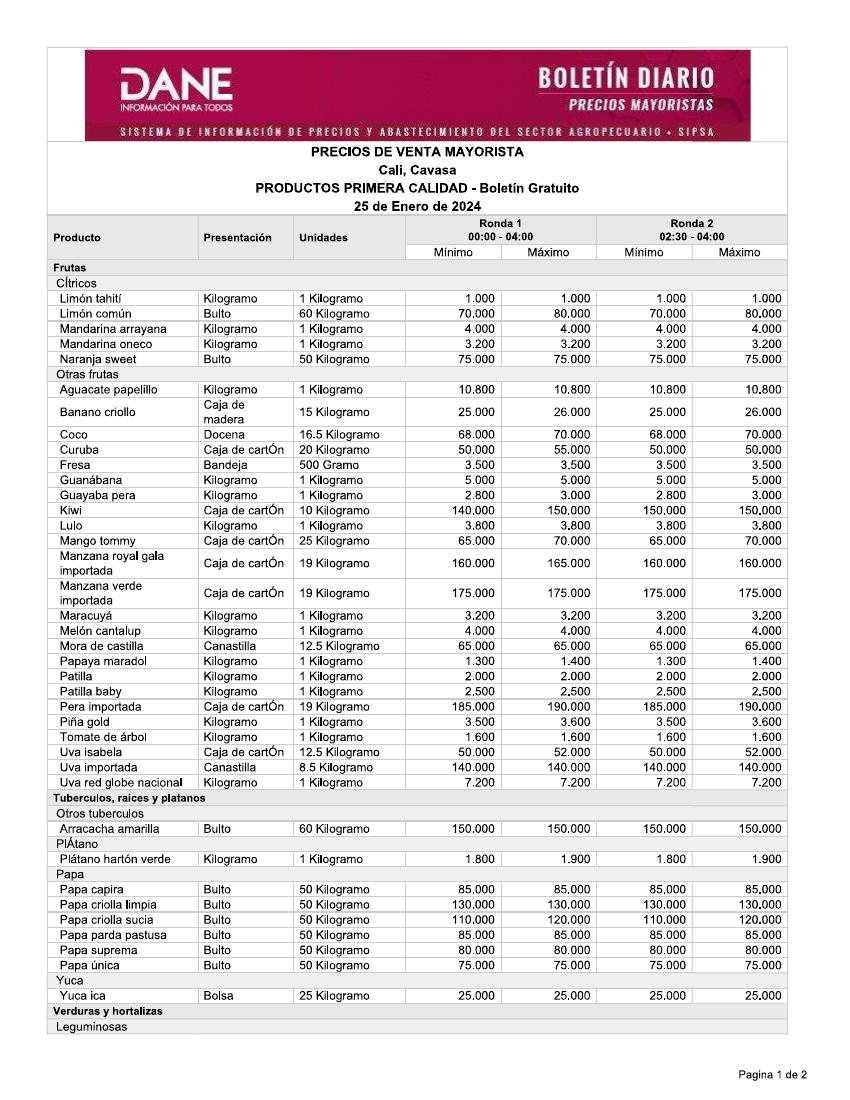 DANE
INFORMACIÓN PARA TODOS
BOLETÍN DIARIO
PRECIOS MAYORISTAS
SISTEMA DE INFORMACIÓN DE PRECIOS Y ABASTECIMIENTO DEL SECTOR AGROPECUARIO • SIPSA
PRECIOS DE VENTA MAYORISTA
Cali, Cavasa
PRODUCTOS PRIMERA CALIDAD - Boletín Gratuito
25 de Enero de 2024
Producto Presentación Unidades Ronda 1 00:00 - 04:00 Ronda 2 02:30 - 04:00
Mínimo Máximo Mínimo Máximo
Frutas
CÍtricos
Limón tahití Kilogramo 1 Kilogramo 1.000 1.000 1.000 1.000
Limón común Bulto 60 Kilogramo 70.000 80.000 70.000 80.000
Mandarina arrayana Kilogramo 1 Kilogramo 4.000 4.000 4.000 4.000
Mandarina oneco Kilogramo 1 Kilogramo 3.200 3.200 3.200 3.200
Naranja sweet Bulto 50 Kilogramo 75.000 75.000 75.000 75.000
Otras frutas
Aguacate papelillo Kilogramo 1 Kilogramo 10.800 10.800 10.800 10.800
Banano criollo Caja de madera 15 Kilogramo 25.000 26.000 25.000 26.000
Coco Docena 16.5 Kilogramo 68.000 70.000 68.000 70.000
Curuba Caja de cartÓn 20 Kilogramo 50.000 55.000 50.000 50.000
Fresa Bandeja 500 Gramo 3.500 3.500 3.500 3.500
Guanábana Kilogramo 1 Kilogramo 5.000 5.000 5.000 5.000
Guayaba pera Kilogramo 1 Kilogramo 2.800 3.000 2.800 3.000
Kiwi Caja de cartÓn 10 Kilogramo 140.000 150.000 150.000 150.000
Lulo Kilogramo 1 Kilogramo 3.800 3.800 3.800 3.800
Mango tommy Caja de cartÓn 25 Kilogramo 65.000 70.000 65.000 70.000
Manzana royal gala importada Caja de cartÓn 19 Kilogramo 160.000 165.000 160.000 160.000
Manzana verde importada Caja de cartÓn 19 Kilogramo 175.000 175.000 175.000 175.000
Maracuyá Kilogramo 1 Kilogramo 3.200 3.200 3.200 3.200
Melón cantalup Kilogramo 1 Kilogramo 4.000 4.000 4.000 4.000
Mora de castilla Canastilla 12.5 Kilogramo 65.000 65.000 65.000 65.000
Papaya maradol Kilogramo 1 Kilogramo 1.300 1.400 1.300 1.400
Patilla Kilogramo 1 Kilogramo 2.000 2.000 2.000 2.000
Patilla baby Kilogramo 1 Kilogramo 2.500 2.500 2.500 2.500
Pera importada Caja de cartÓn 19 Kilogramo 185.000 190.000 185.000 190.000
Piña gold Kilogramo 1 Kilogramo 3.500 3.600 3.500 3.600
Tomate de árbol Kilogramo 1 Kilogramo 1.600 1.600 1.600 1.600
Uva isabela Caja de cartÓn 12.5 Kilogramo 50.000 52.000 50.000 52.000
Uva importada Canastilla 8.5 Kilogramo 140.000 140.000 140.000 140.000
Uva red globe nacional Kilogramo 1 Kilogramo 7.200 7.200 7.200 7.200
Tuberculos, raices y platanos
Otros tuberculos
Arracacha amarilla Bulto 60 Kilogramo 150.000 150.000 150.000 150.000
PlÁtano
Plátano hartón verde Kilogramo 1 Kilogramo 1.800 1.900 1.800 1.900
Papa
Papa capira Bulto 50 Kilogramo 85.000 85.000 85.000 85.000
Papa criolla limpia Bulto 50 Kilogramo 130.000 130.000 130.000 130.000
Papa criolla sucia Bulto 50 Kilogramo 110.000 120.000 110.000 120.000
Papa parda pastusa Bulto 50 Kilogramo 85.000 85.000 85.000 85.000
Papa suprema Bulto 50 Kilogramo 80.000 80.000 80.000 80.000
Papa única Bulto 50 Kilogramo 75.000 75.000 75.000 75.000
Yuca
Yuca ica Bolsa 25 Kilogramo 25.000 25.000 25.000 25.000
Verduras y hortalizas
Leguminosas
Pagina 1 de 2